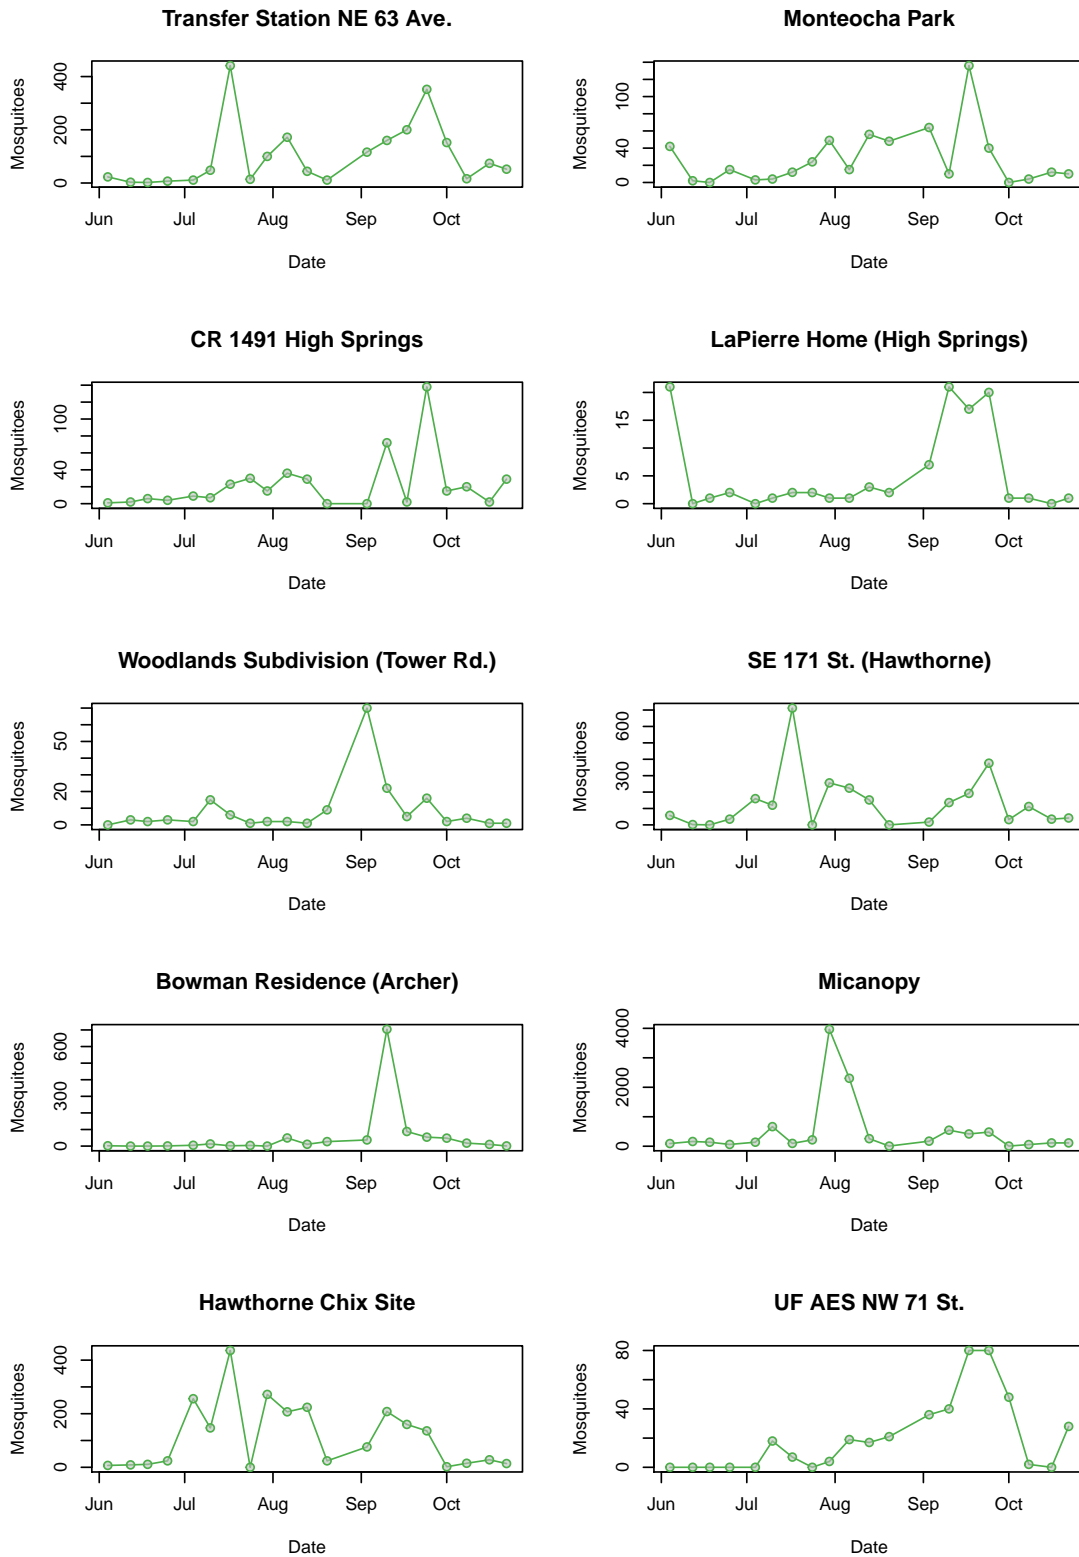 Transfer Station NE 63 Ave.
Mosquitoes
0 200 400
Jun Jul Aug Sep Oct
Date
Monteocha Park
Mosquitoes
0 40 100
Jun Jul Aug Sep Oct
Date
CR 1491 High Springs
Mosquitoes
0 40 100
Jun Jul Aug Sep Oct
Date
LaPierre Home (High Springs)
Mosquitoes
0 5 15
Jun Jul Aug Sep Oct
Date
Woodlands Subdivision (Tower Rd.)
Mosquitoes
0 20 50
Jun Jul Aug Sep Oct
Date
SE 171 St. (Hawthorne)
Mosquitoes
0 300 600
Jun Jul Aug Sep Oct
Date
Bowman Residence (Archer)
Mosquitoes
0 300 600
Jun Jul Aug Sep Oct
Date
Micanopy
Mosquitoes
0 2000 4000
Jun Jul Aug Sep Oct
Date
Hawthorne Chix Site
Mosquitoes
0 200 400
Jun Jul Aug Sep Oct
Date
UF AES NW 71 St.
Mosquitoes
0 40 80
Jun Jul Aug Sep Oct
Date